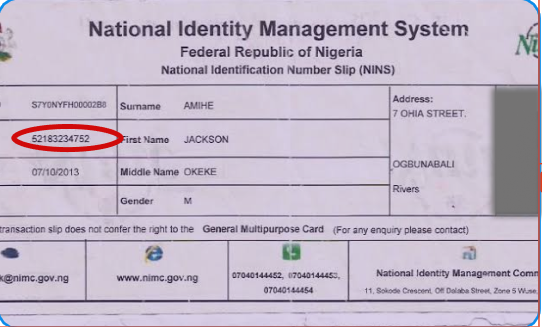 National Identity Management System
Federal Republic of Nigeria
National Identification Number Slip (NINS)
S7Y0NYFH00002B8 Surname AMIHE Address:
7 OHIA STREET.
52183234752 First Name JACKSON
OGBUNABALI
07/10/2013 Middle Name OKEKE
Rivers
Gender M
transaction slip does not confer the right to the General Multipurpose Card (For any enquiry please contact)
k@nimc.gov.ng www.nimc.gov.ng 07040144452, 07040144453, National Identity Management Comm
07040144454 11, Sokode Crescent, Off Dalaba Street, Zone 5 Wuse,